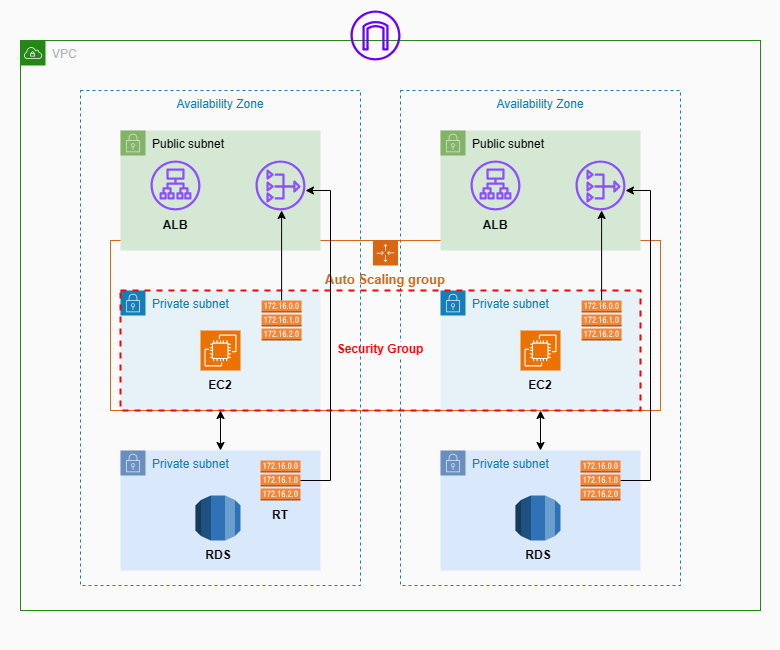 VPC
Availability Zone
Availability Zone
Public subnet
Public subnet
ALB
ALB
Auto Scaling group
Private subnet
172.16.0.0
172.16.1.0
172.16.2.0
Private subnet
172.16.0.0
172.16.1.0
172.16.2.0
Security Group
EC2
EC2
Private subnet
172.16.0.0
172.16.1.0
172.16.2.0
RT
RDS
Private subnet
172.16.0.0
172.16.1.0
172.16.2.0
RDS